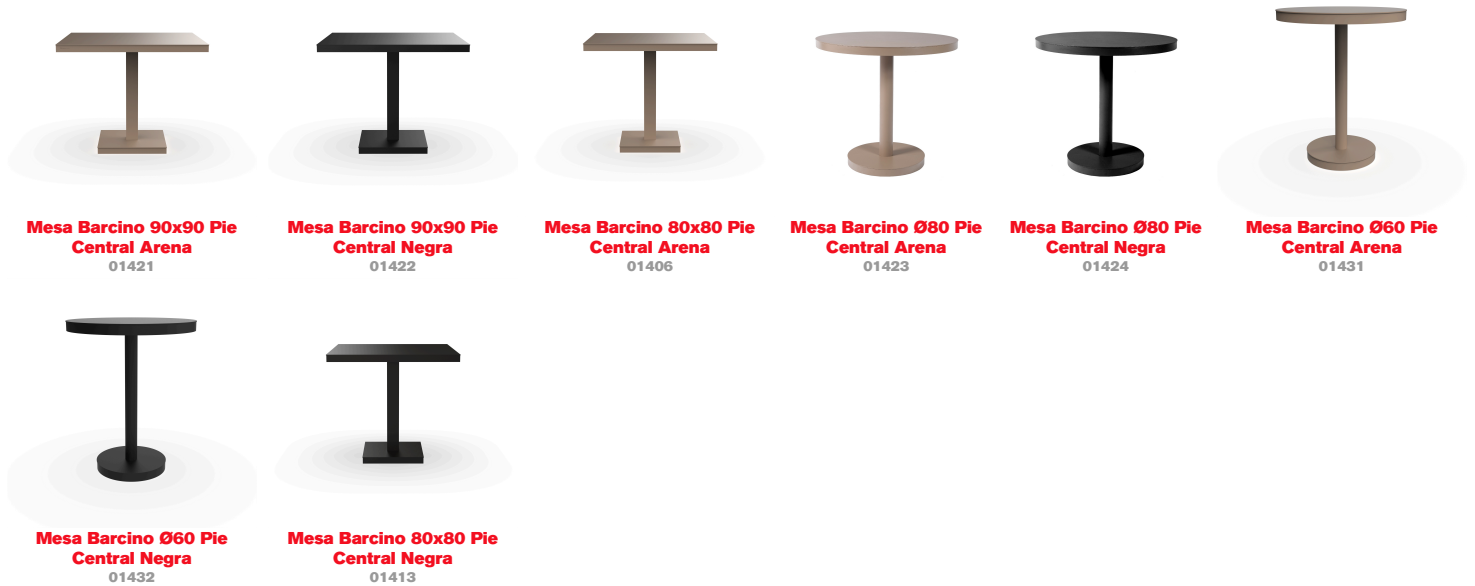 Mesa Barcino 90x90 Pie
Central Arena
01421
Mesa Barcino 90x90 Pie
Central Negra
01422
Mesa Barcino 80x80 Pie
Central Arena
01406
Mesa Barcino Ø80 Pie
Central Arena
01423
Mesa Barcino Ø80 Pie
Central Negra
01424
Mesa Barcino Ø60 Pie
Central Arena
01431
Mesa Barcino Ø60 Pie
Central Negra
01432
Mesa Barcino 80x80 Pie
Central Negra
01413